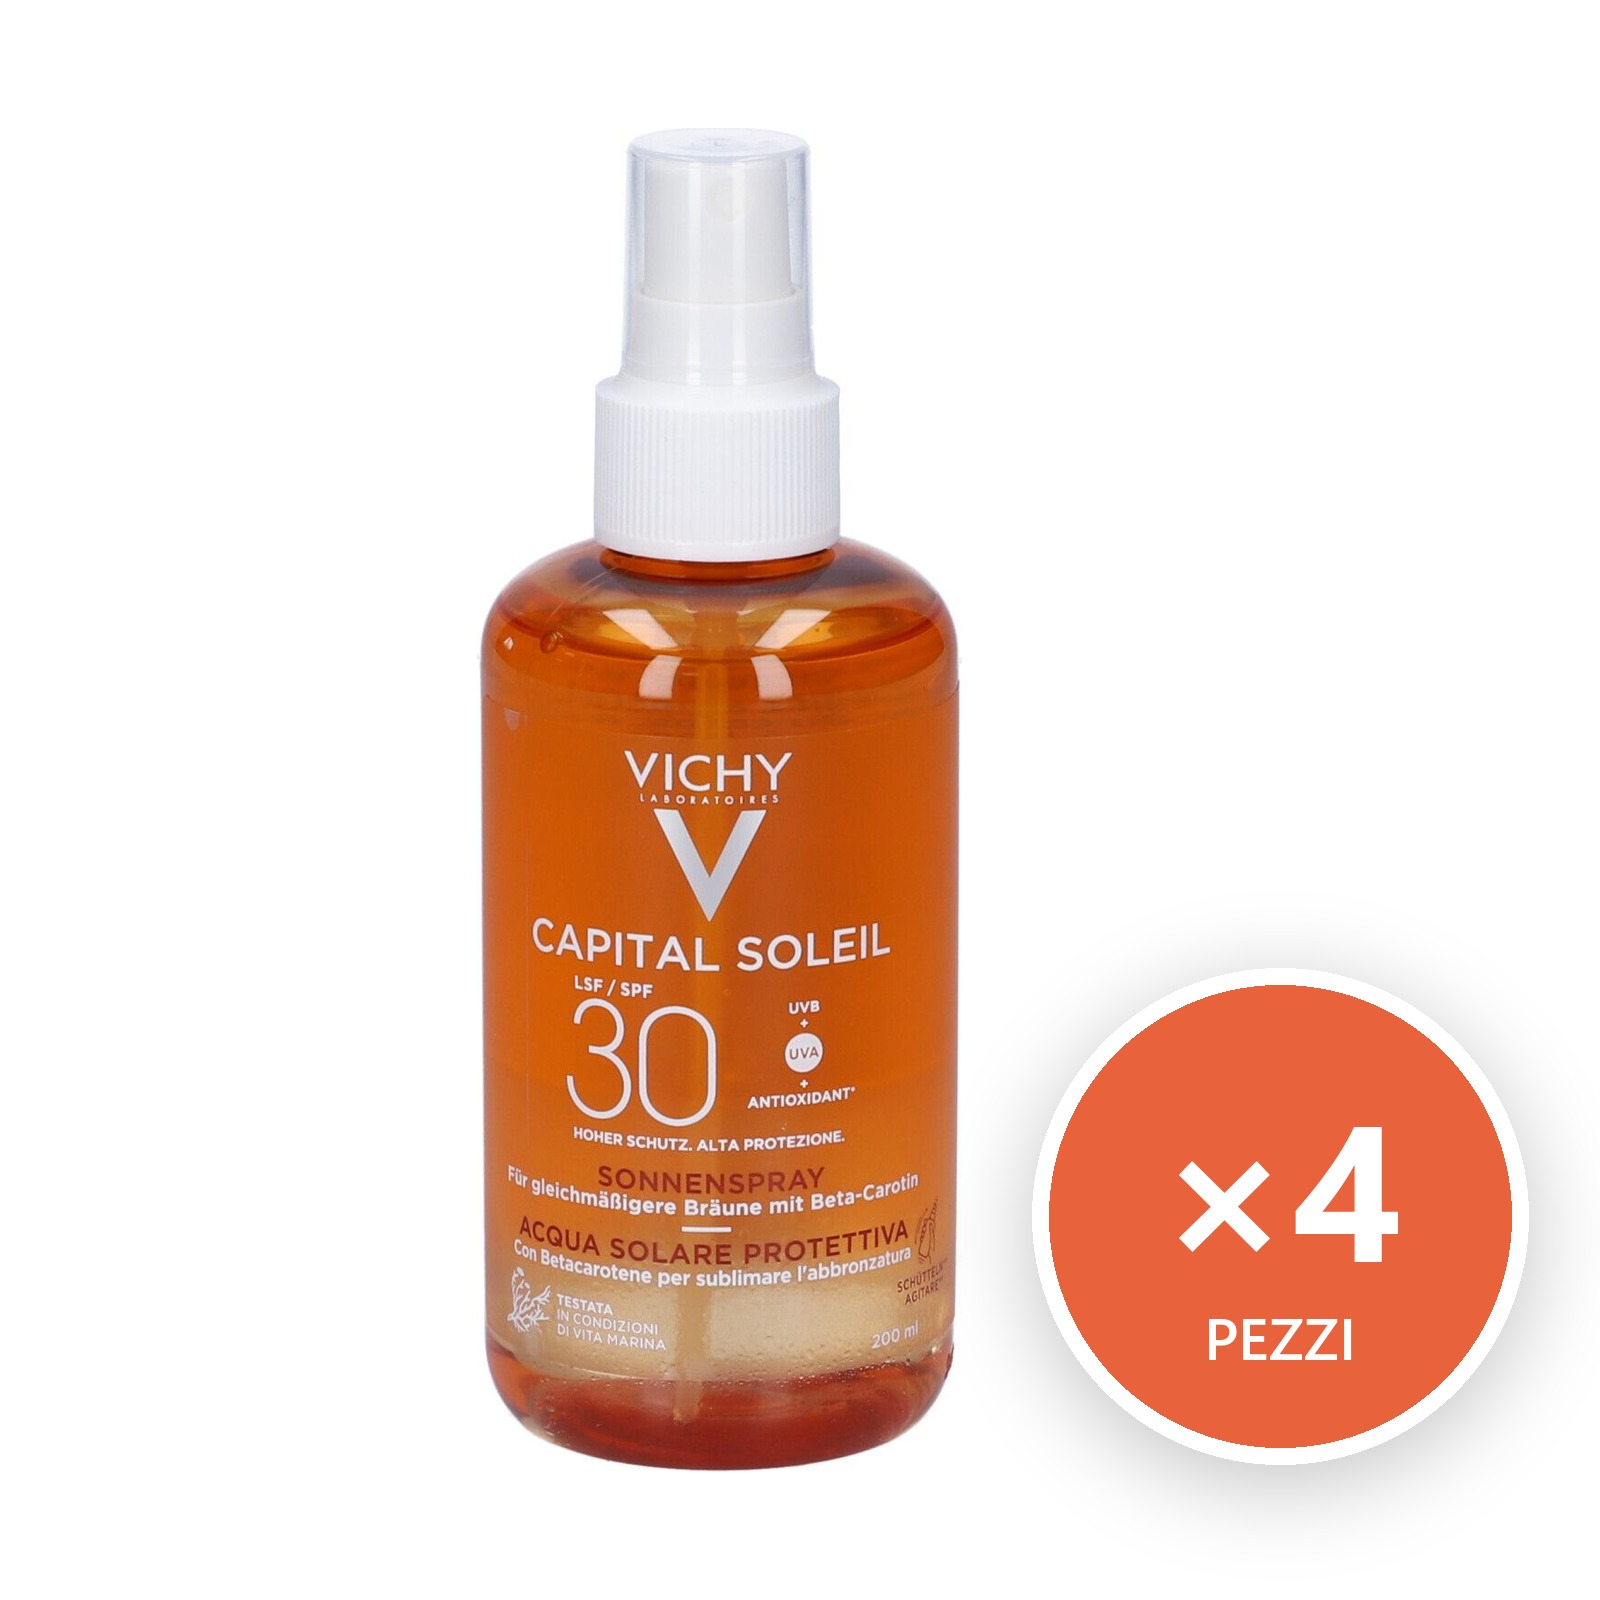 VICHY
LABORATOIRES
CAPITAL SOLEIL
LSF / SPF
30
UVB
+
UVA
+
ANTIOXIDANT*
HOHER SCHUTZ. ALTA PROTEZIONE.
SONNENSPRAY
Für gleichmäßigere Bräune mit Beta-Carotin
ACQUA SOLARE PROTETTIVA
Con Betacarotene per sublimare l'abbronzatura
SCHÜTTELN**
AGITARE**
TESTATA
IN CONDIZIONI
DI VITA MARINA
200 ml
×4
PEZZI